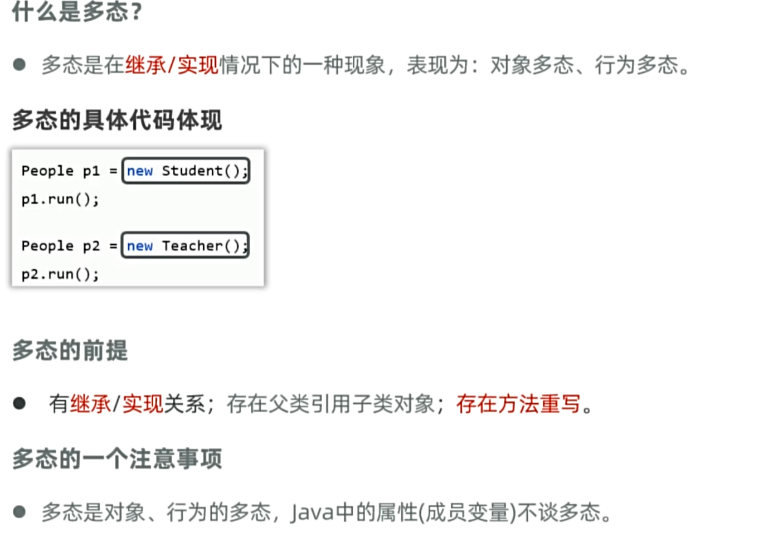 什么是多态？
● 多态是在继承/实现情况下的一种现象，表现为：对象多态、行为多态。
多态的具体代码体现
People p1 = new Student();
p1.run();
People p2 = new Teacher();
p2.run();
多态的前提
● 有继承/实现关系；存在父类引用子类对象；存在方法重写。
多态的一个注意事项
● 多态是对象、行为的多态，Java中的属性(成员变量)不谈多态。